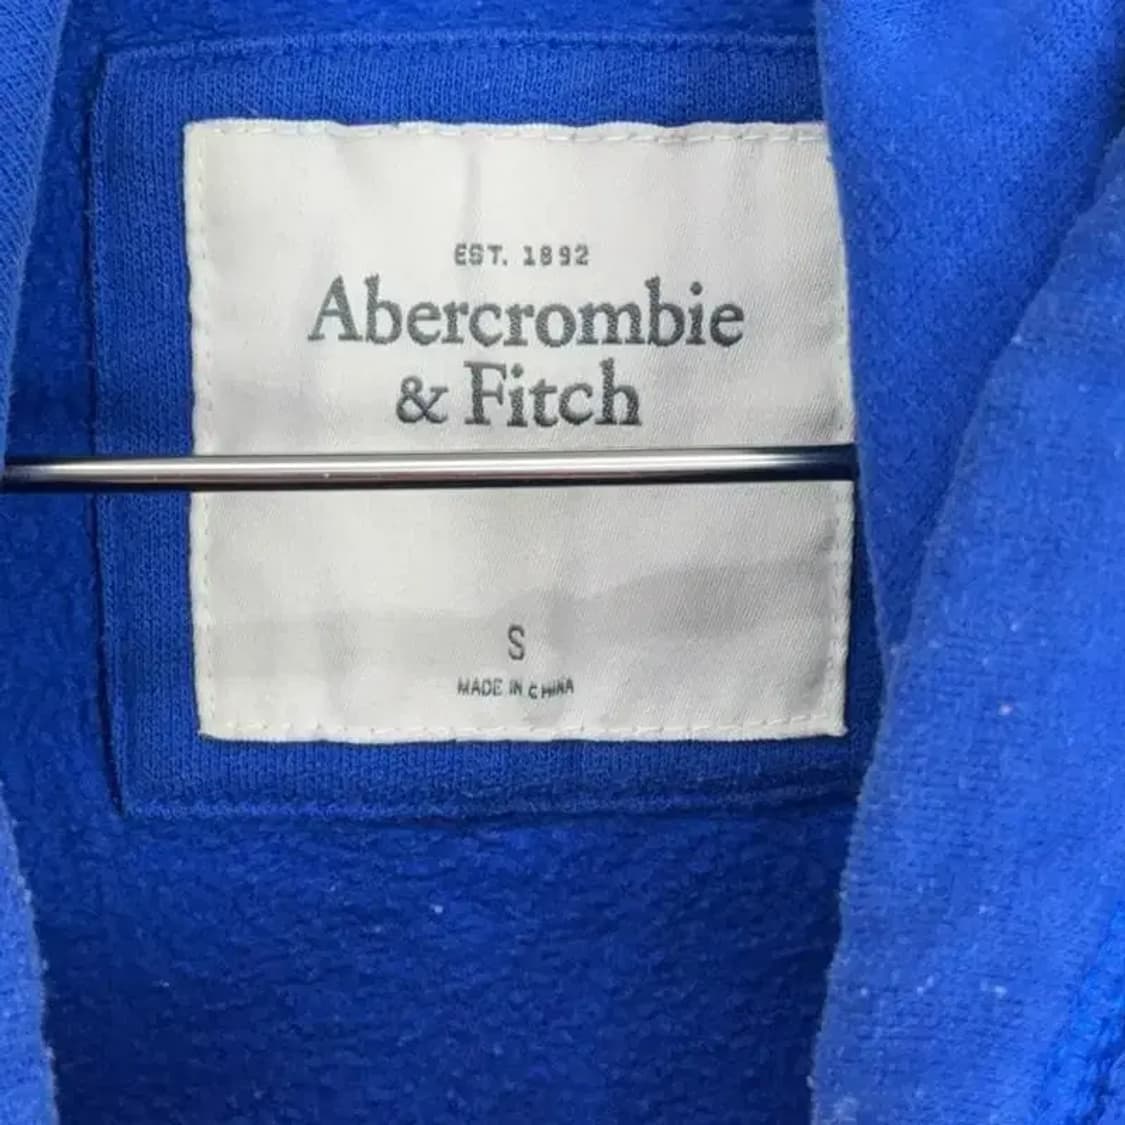 EST. 1892
Abercrombie
& Fitch
S
MADE IN CHINA